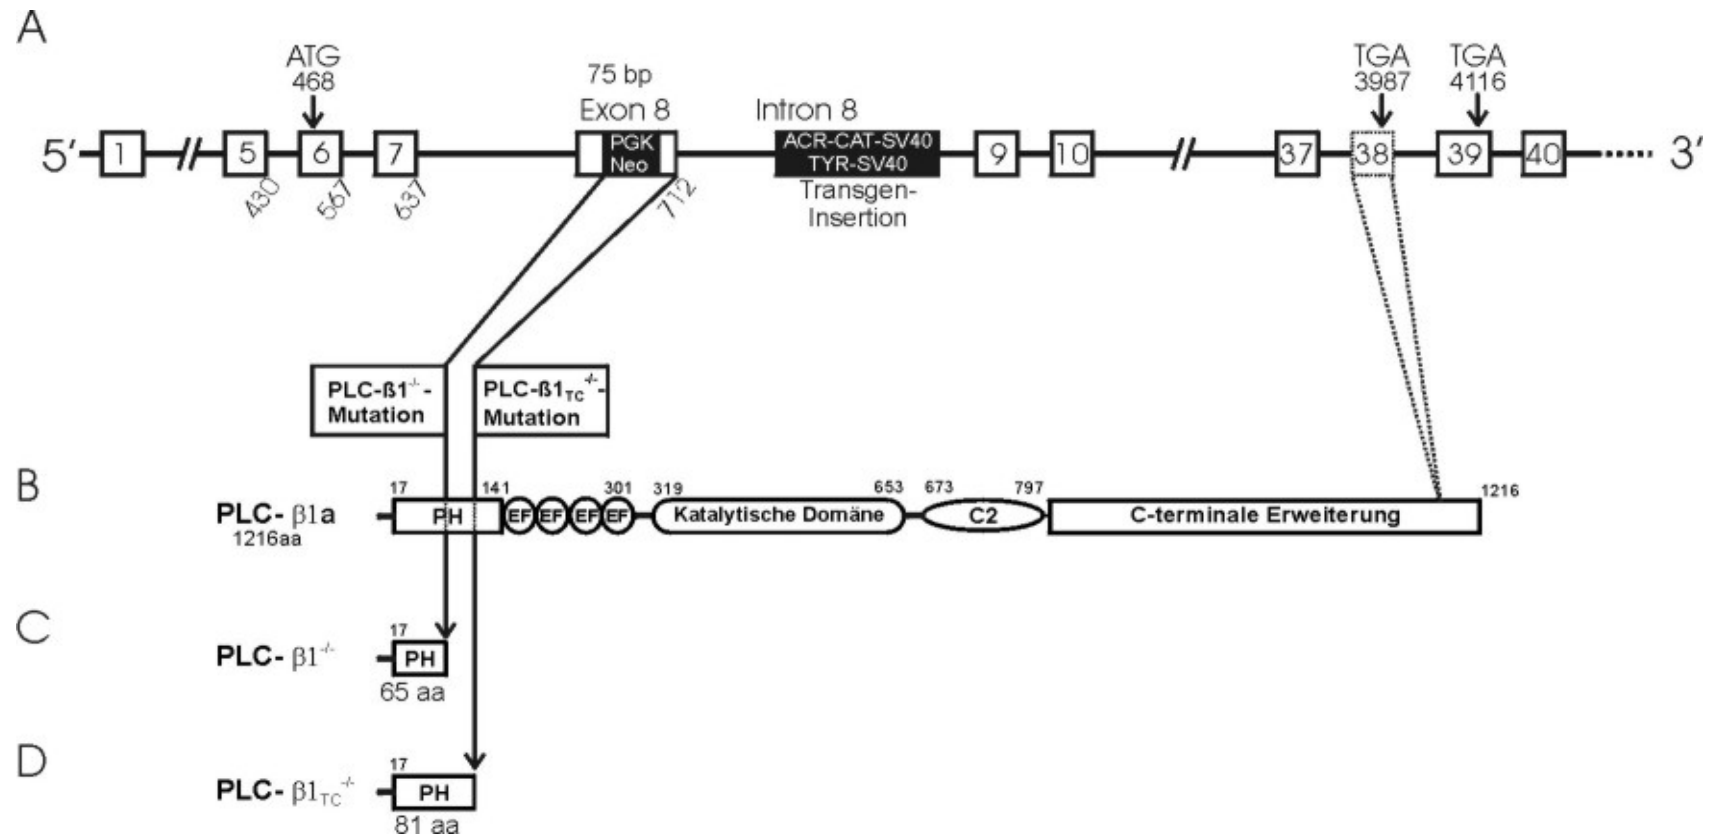 A
ATG
468
75 bp
Exon 8
Intron 8
TGA
3987
TGA
4116
5' 1 5 6 7 PGK Neo ACR-CAT-SV40 TYR-SV40 9 10 37 38 39 40 3'
430 567 637 712
Transgen-
Insertion
PLC-ß1-/--
Mutation
PLC-ß1TC-/--
Mutation
B
17 141 301 319 653 673 797 1216
PLC- β1a PH EF EF EF EF Katalytische Domäne C2 C-terminale Erweiterung
1216aa
C
17
PLC- β1-/- PH
65 aa
D
17
PLC- β1TC-/- PH
81 aa